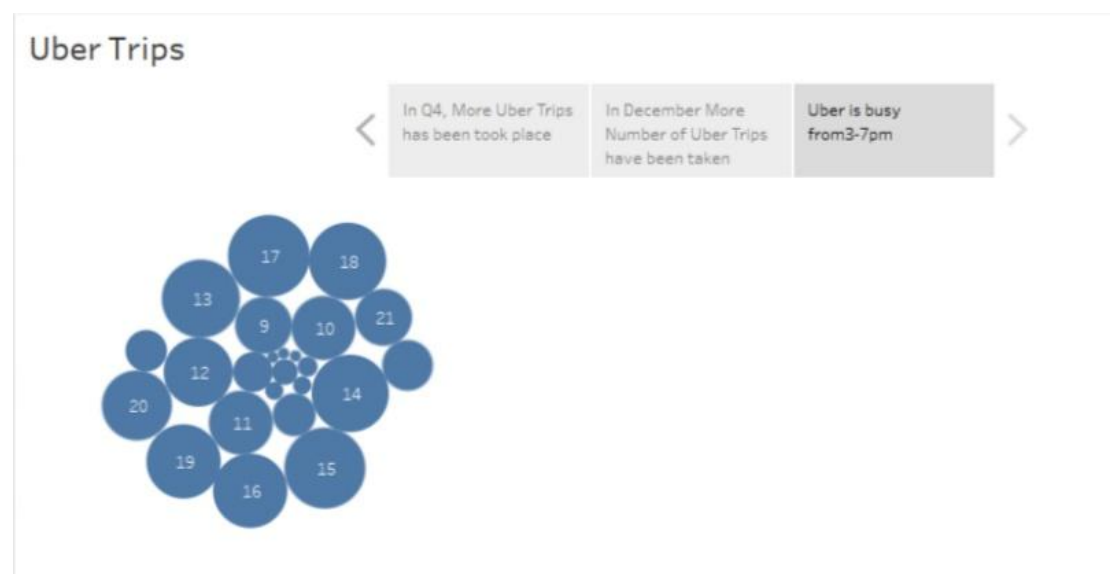 Uber Trips
In Q4, More Uber Trips
has been took place
In December More
Number of Uber Trips
have been taken
Uber is busy
from3-7pm
17
18
13
9
10
21
12
14
20
11
19
15
16